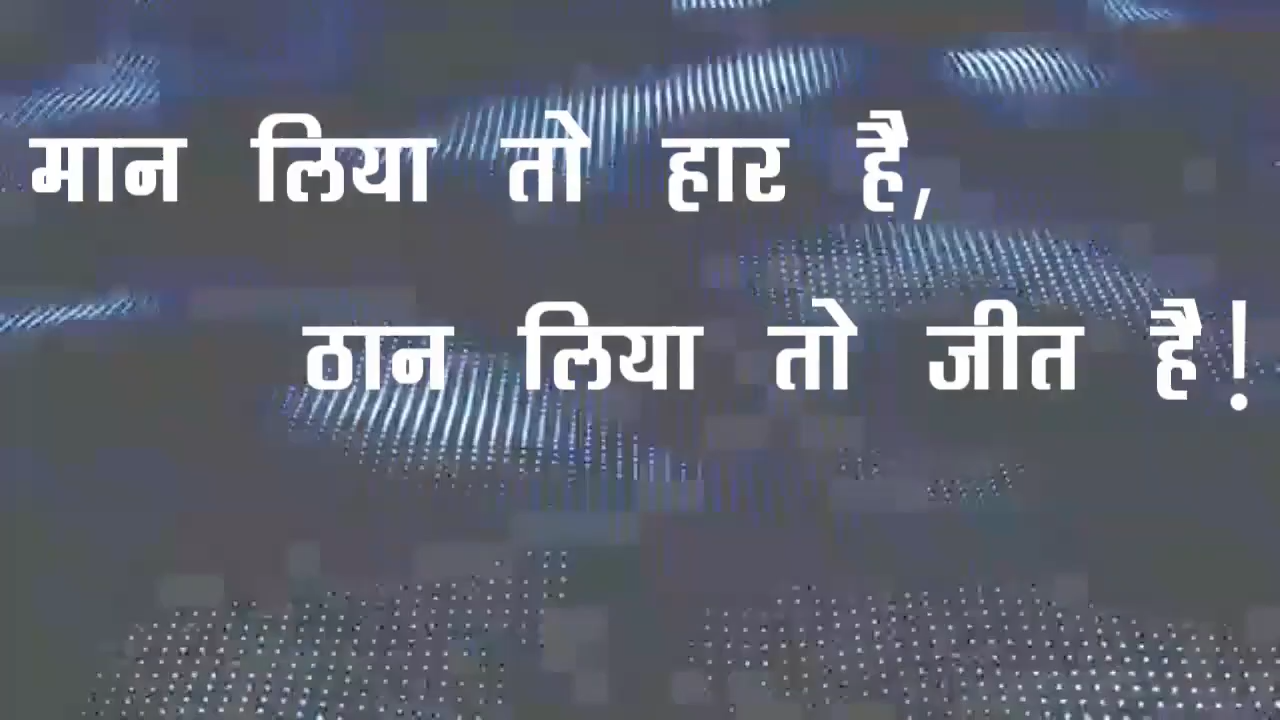 मान लिया तो हार है,
ठान लिया तो जीत है!